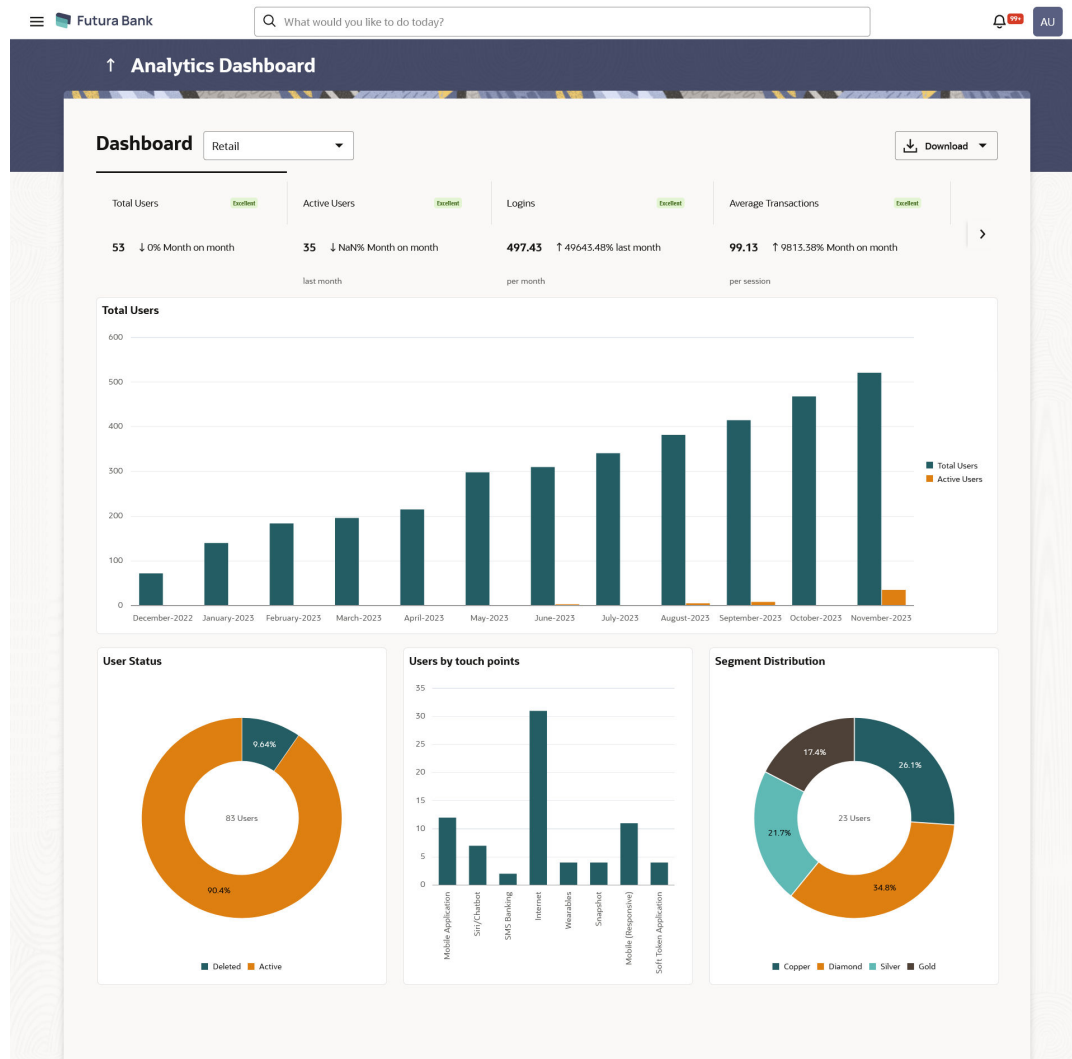 Futura Bank
What would you like to do today?
99+
AU
↑ Analytics Dashboard
Dashboard
Retail
Download
Total Users
Excellent
53 ↓ 0% Month on month
Active Users
Excellent
35 ↓ NaN% Month on month
last month
Logins
Excellent
497.43 ↑ 49643.48% last month
per month
Average Transactions
Excellent
99.13 ↑ 9813.38% Month on month
per session
Total Users
600
500
400
300
200
100
0
December-2022 January-2023 February-2023 March-2023 April-2023 May-2023 June-2023 July-2023 August-2023 September-2023 October-2023 November-2023
Total Users
Active Users
User Status
9.64%
83 Users
90.4%
Deleted Active
Users by touch points
35
30
25
20
15
10
5
0
Mobile Application
Siri/Chatbot
SMS Banking
Internet
Wearables
Snapshot
Mobile (Responsive)
Soft Token Application
Segment Distribution
17.4%
26.1%
23 Users
21.7%
34.8%
Copper Diamond Silver Gold